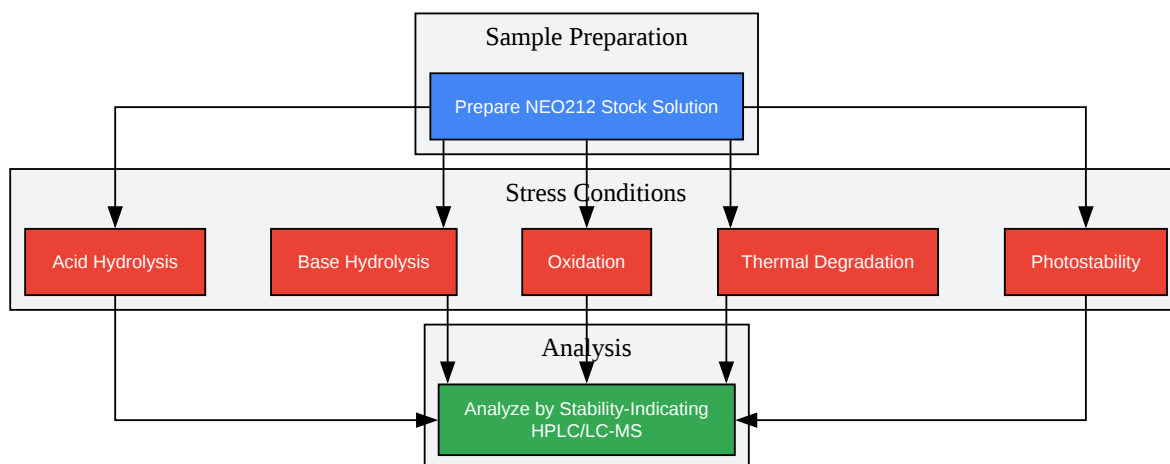 Sample Preparation
Prepare NEO212 Stock Solution
Stress Conditions
Acid Hydrolysis
Base Hydrolysis
Oxidation
Thermal Degradation
Photostability
Analysis
Analyze by Stability-Indicating
HPLC/LC-MS